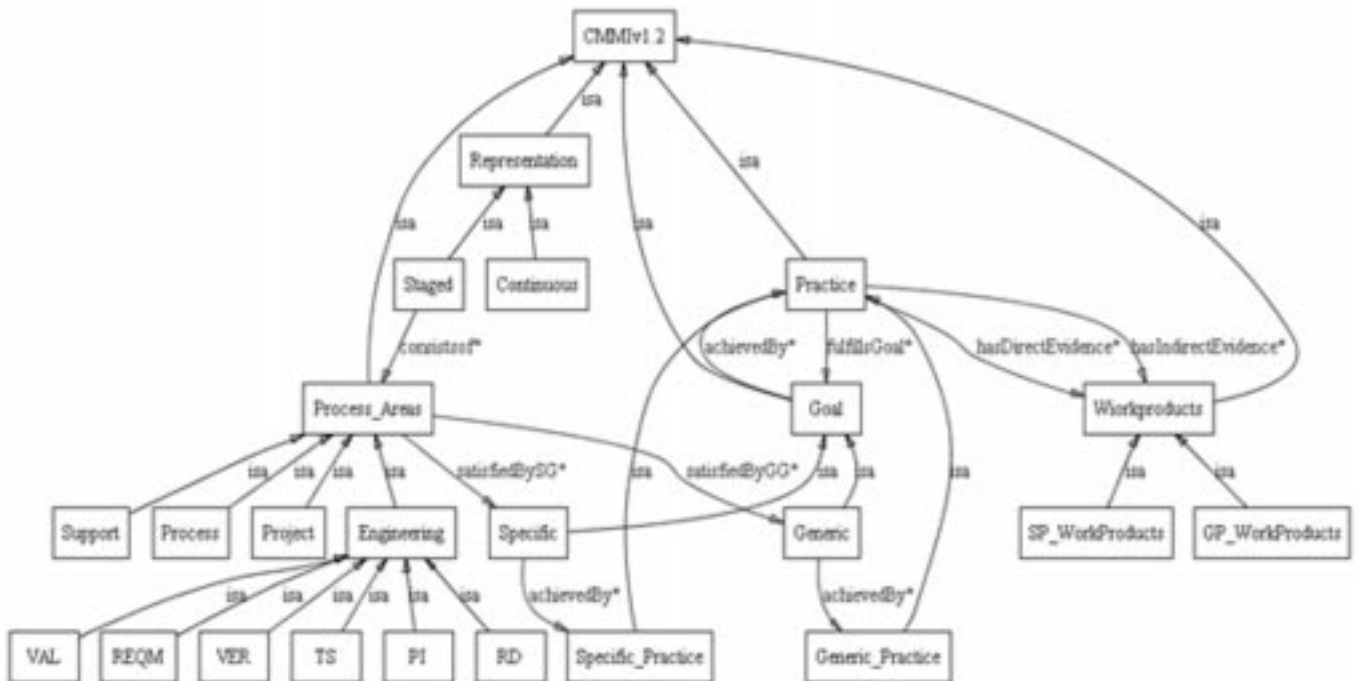 CMMIv1.2
isa
Representation
isa
isa
isa
isa
isa
isa
Staged
Continuous
Practice
consistsof*
achievedBy*
fulfillsGoal*
hasDirectEvidence*
hasIndirectEvidence*
Process_Areas
Goal
Wiorkproducts
isa
isa
isa
isa
satisfiedBySG*
isa
satisfiedByGG*
isa
isa
isa
isa
isa
Support
Process
Project
Engineering
Specific
Generic
SP_WorkProducts
GP_WorkProducts
isa
isa
isa
isa
isa
achievedBy*
achievedBy*
VAL
REQM
VER
TS
PI
RD
Specific_Practice
Generic_Practice